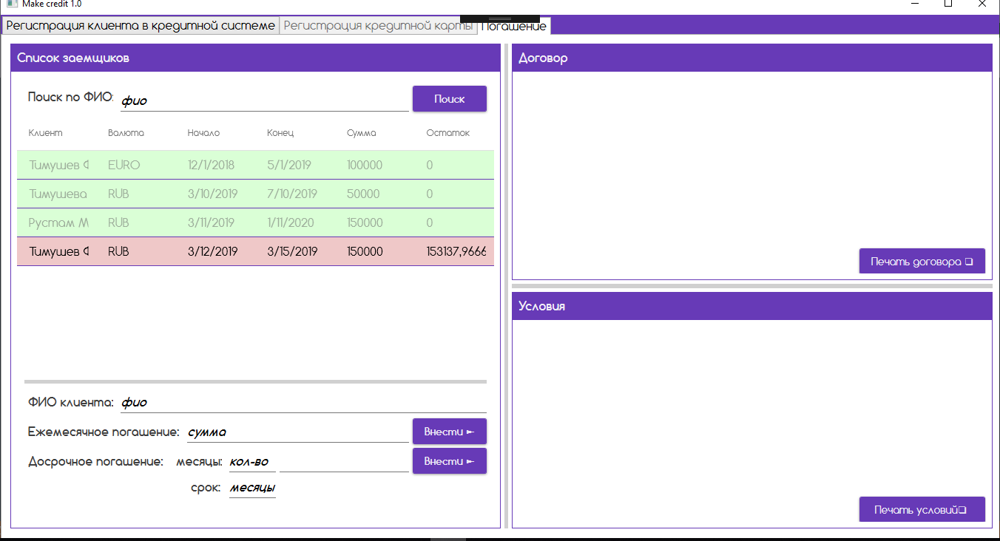 Make credit 1.0
Регистрация клиента в кредитной системе Регистрация кредитной карты Погашение
Список заемщиков
Поиск по ФИО: фио Поиск
Клиент Валюта Начало Конец Сумма Остаток
Тимушев EURO 12/1/2018 5/1/2019 100000 0
Тимушева RUB 3/10/2019 7/10/2019 50000 0
Рустам М RUB 3/11/2019 1/11/2020 150000 0
Тимушев RUB 3/12/2019 3/15/2019 150000 153137,9666
ФИО клиента: фио
Ежемесячное погашение: сумма Внести ►
Досрочное погашение: месяцы: кол-во Внести ►
срок: месяцы
Договор
Печать договора ❏
Условия
Печать условий❏